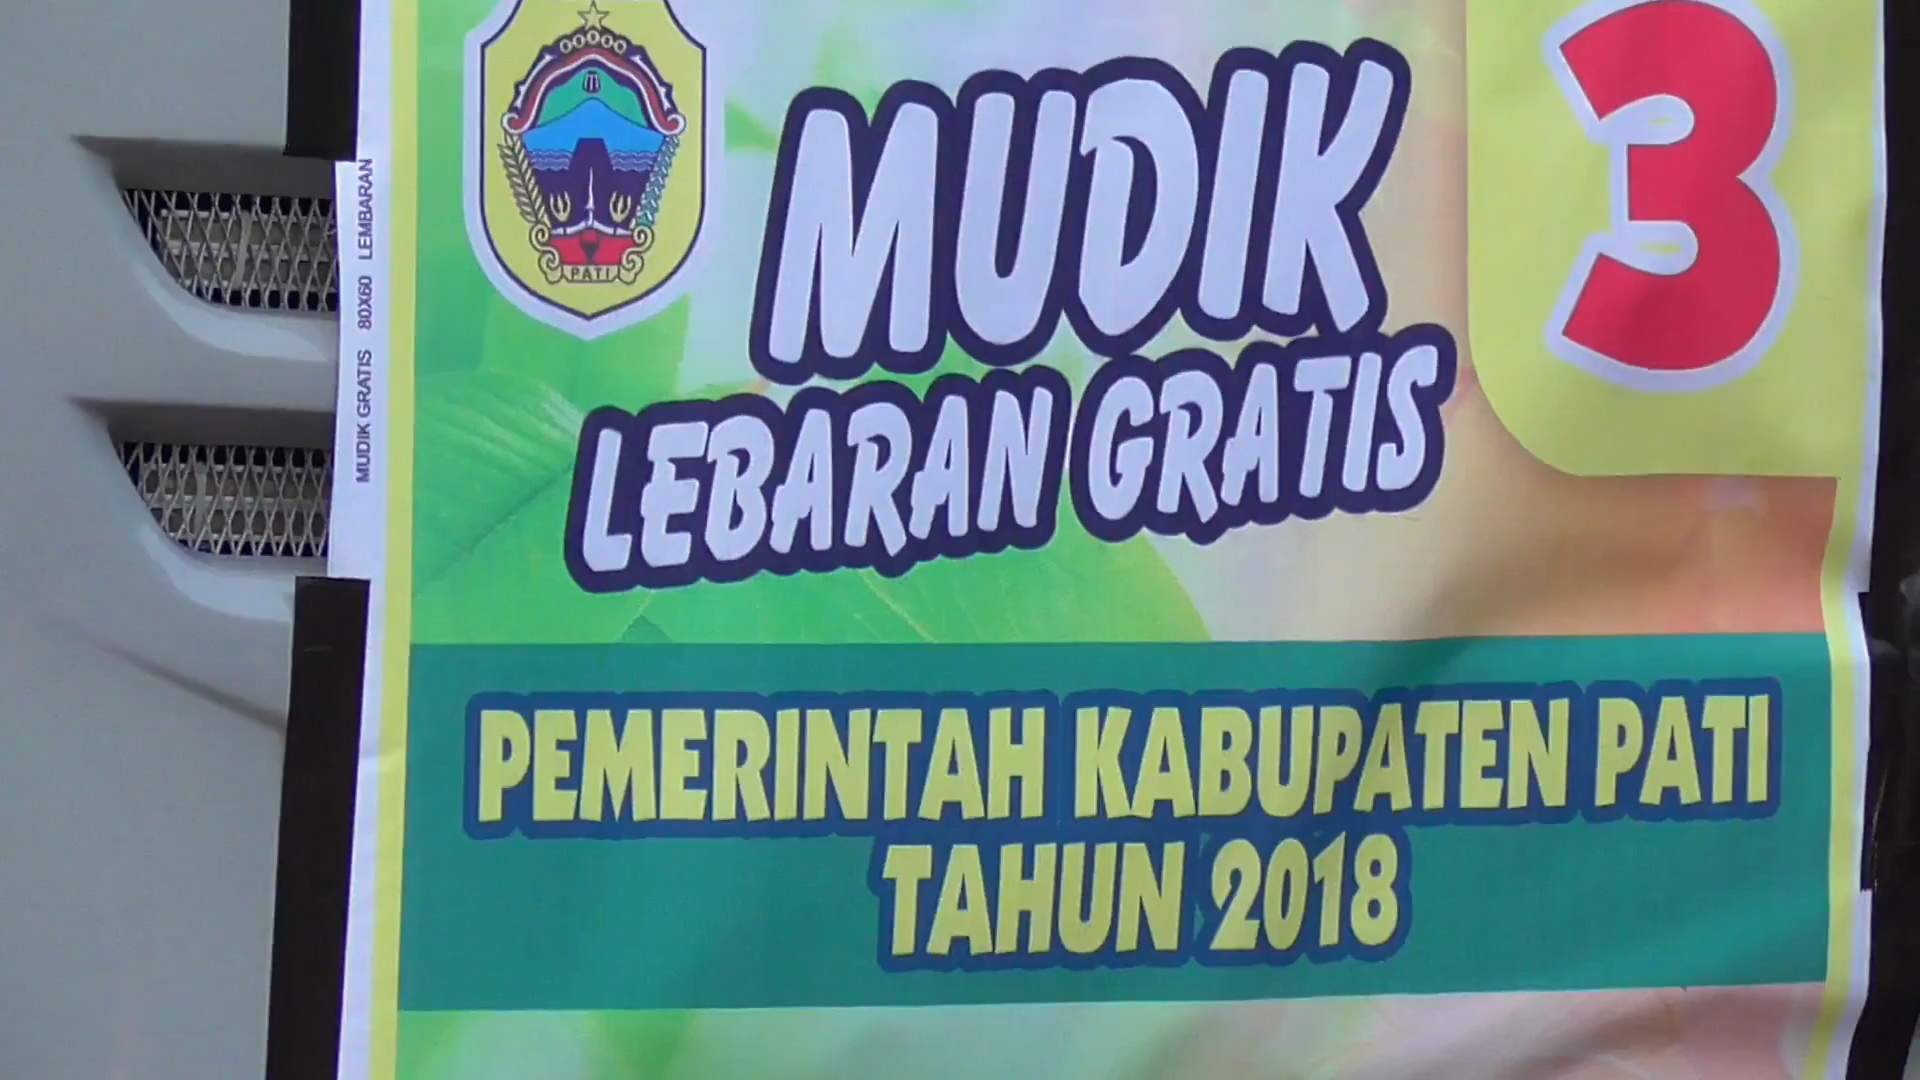 PATI
MUDIK
LEBARAN GRATIS
3
PEMERINTAH KABUPATEN PATI
TAHUN 2018
MUDIK GRATIS 80X60 LEMBARAN